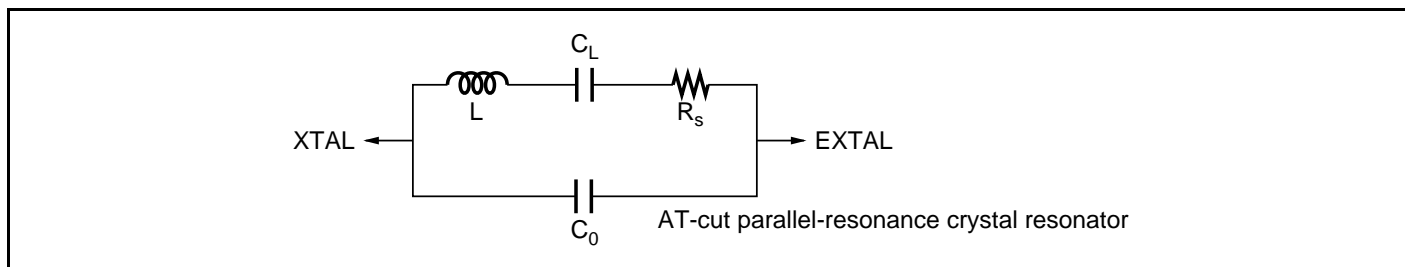 C_L
L
R_s
XTAL
EXTAL
C_0
AT-cut parallel-resonance crystal resonator